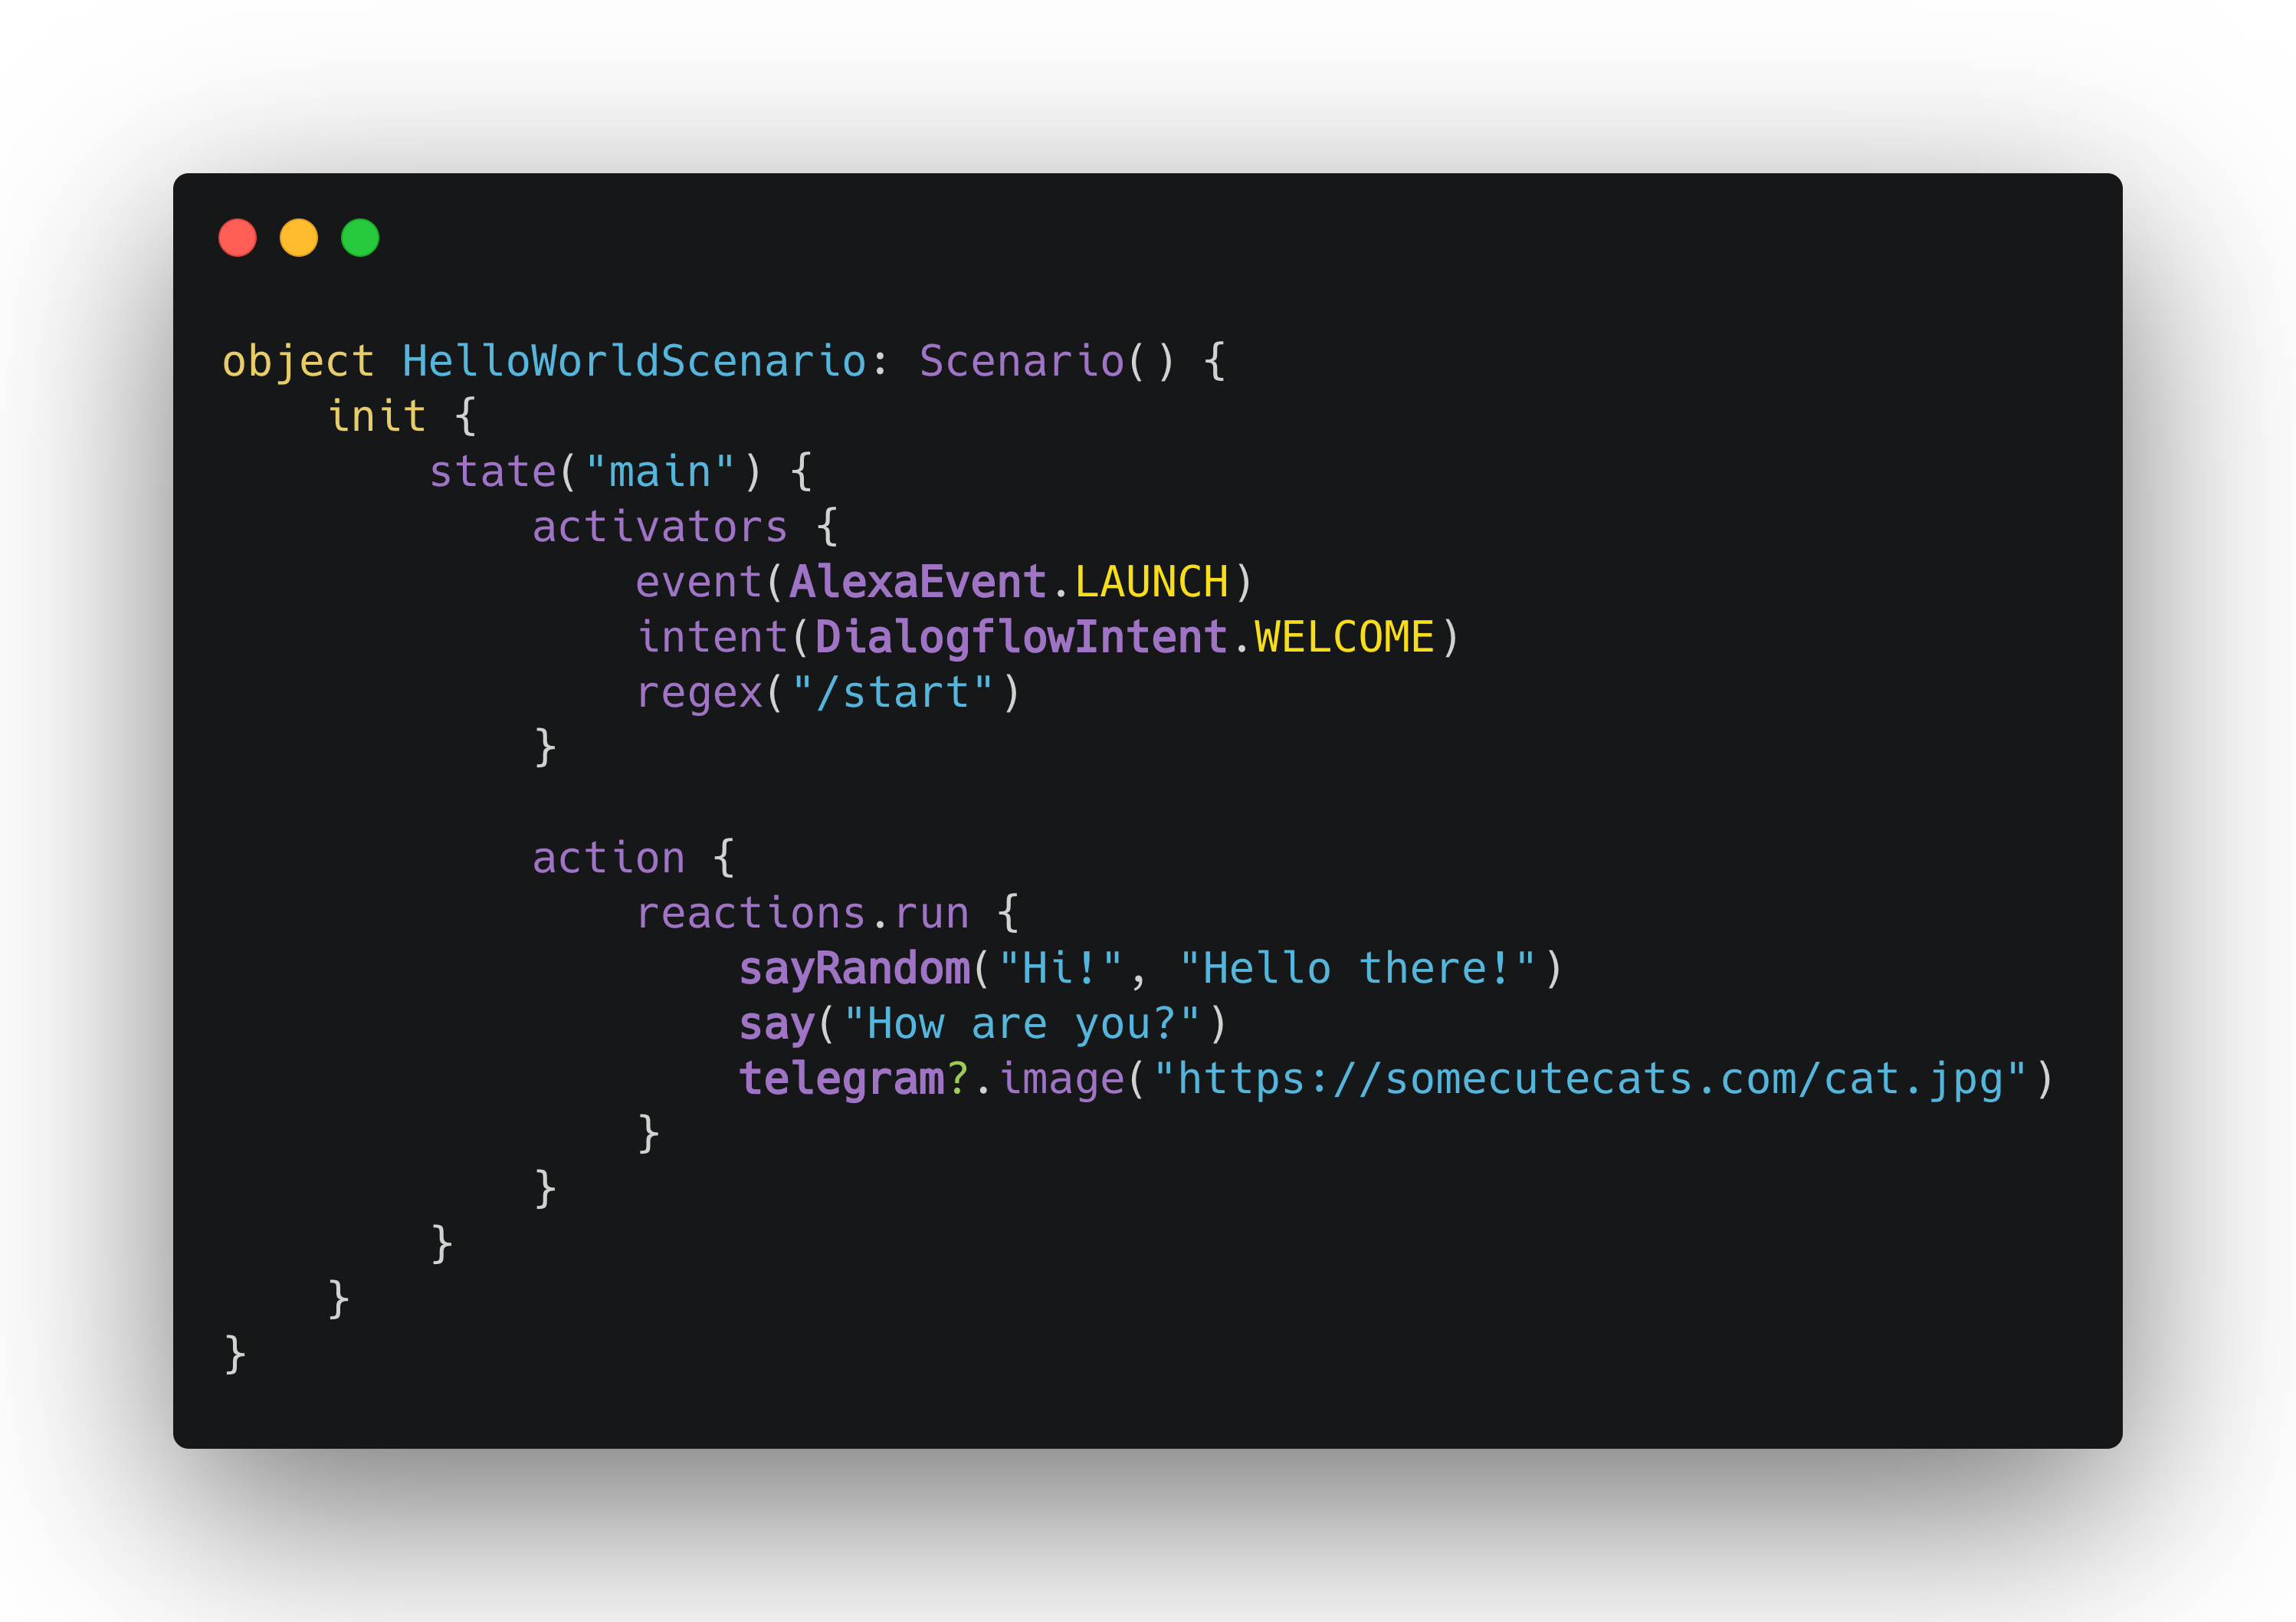 object HelloWorldScenario: Scenario() {
    init {
        state("main") {
            activators {
                event(AlexaEvent.LAUNCH)
                intent(DialogflowIntent.WELCOME)
                regex("/start")
            }

            action {
                reactions.run {
                    sayRandom("Hi!", "Hello there!")
                    say("How are you?")
                    telegram?.image("https://somecutecats.com/cat.jpg")
                }
            }
        }
    }
}